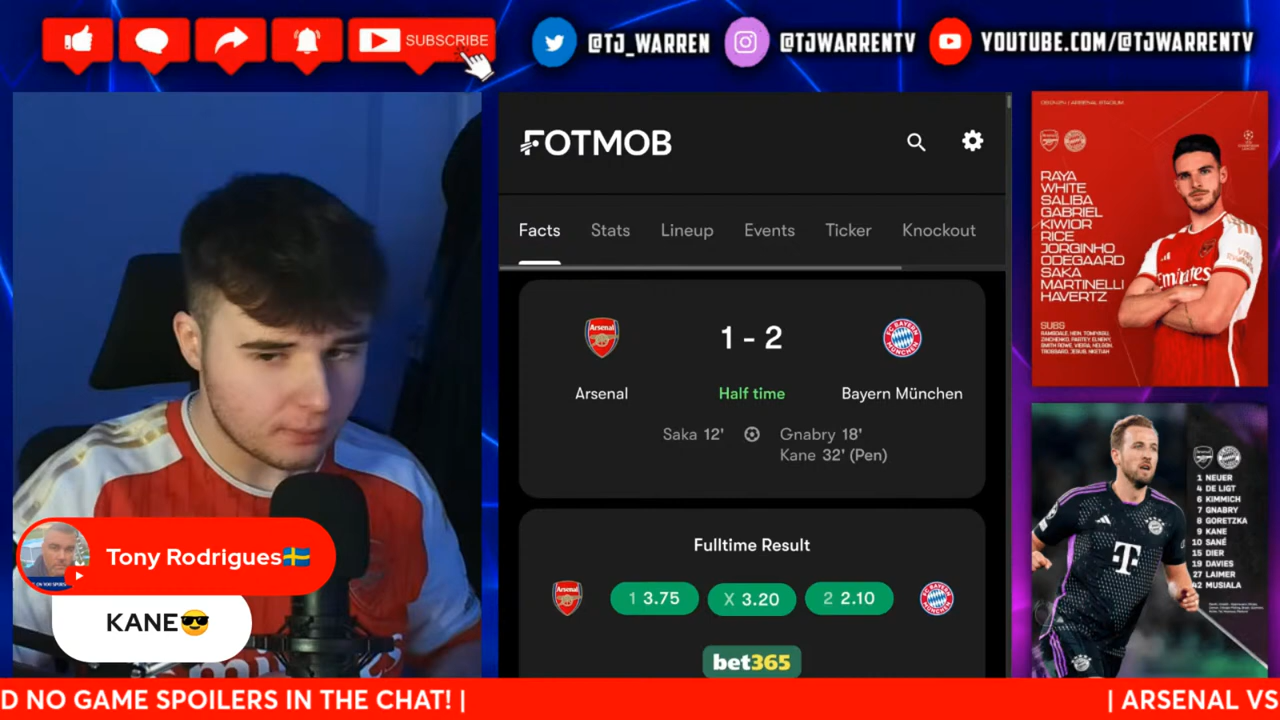 SUBSCRIBE
@TJ_WARREN
@TJWARRENTV
YOUTUBE.COM/@TJWARRENTV
FOTMOB
Facts Stats Lineup Events Ticker Knockout
Arsenal
1 - 2
Arsenal
Half time
Bayern München
Saka 12'
Gnabry 18'
Kane 32' (Pen)
Fulltime Result
1 3.75
X 3.20
2 2.10
bet365
RAYA
WHITE
SALIBA
GABRIEL
KIWIOR
RICE
JORGINHO
ODEGAARD
SAKA
MARTINELLI
HAVERTZ
SUBS
Emirates
1 NEUER
4 DE LIGT
6 KIMMICH
7 GNABRY
8 GORETZKA
9 KANE
10 SANÉ
15 DIER
19 DAVIES
27 LAIMER
42 MUSIALA
T
Tony Rodrigues🇸🇪
KANE😎
D NO GAME SPOILERS IN THE CHAT! |
| ARSENAL VS